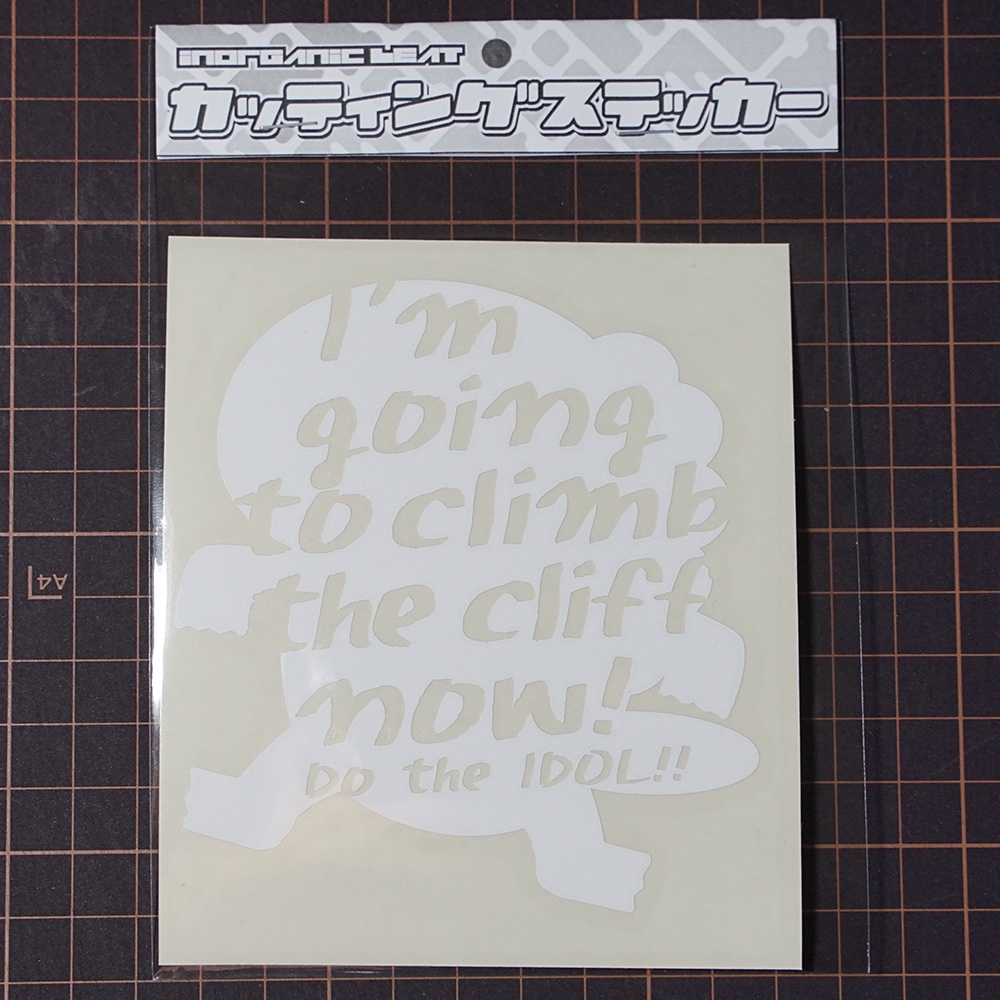 inorganic beat
カッティングステッカー
I'm
going
to climb
the cliff
now!
Do the IDOL!!
A4